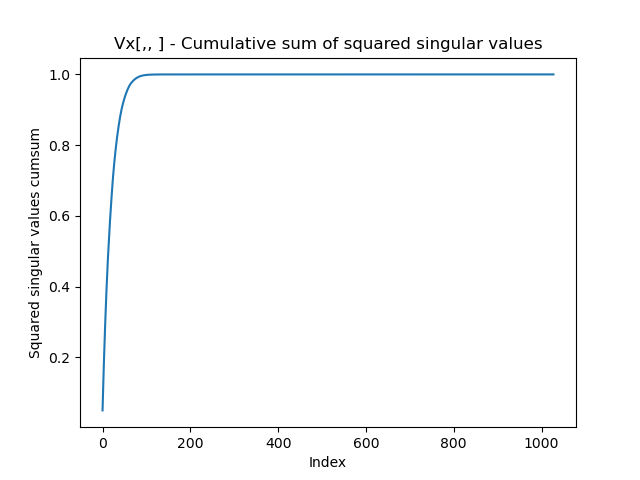 Vx[,, ] - Cumulative sum of squared singular values
1.0
0.8
0.6
0.4
0.2
Squared singular values cumsum
0 200 400 600 800 1000
Index